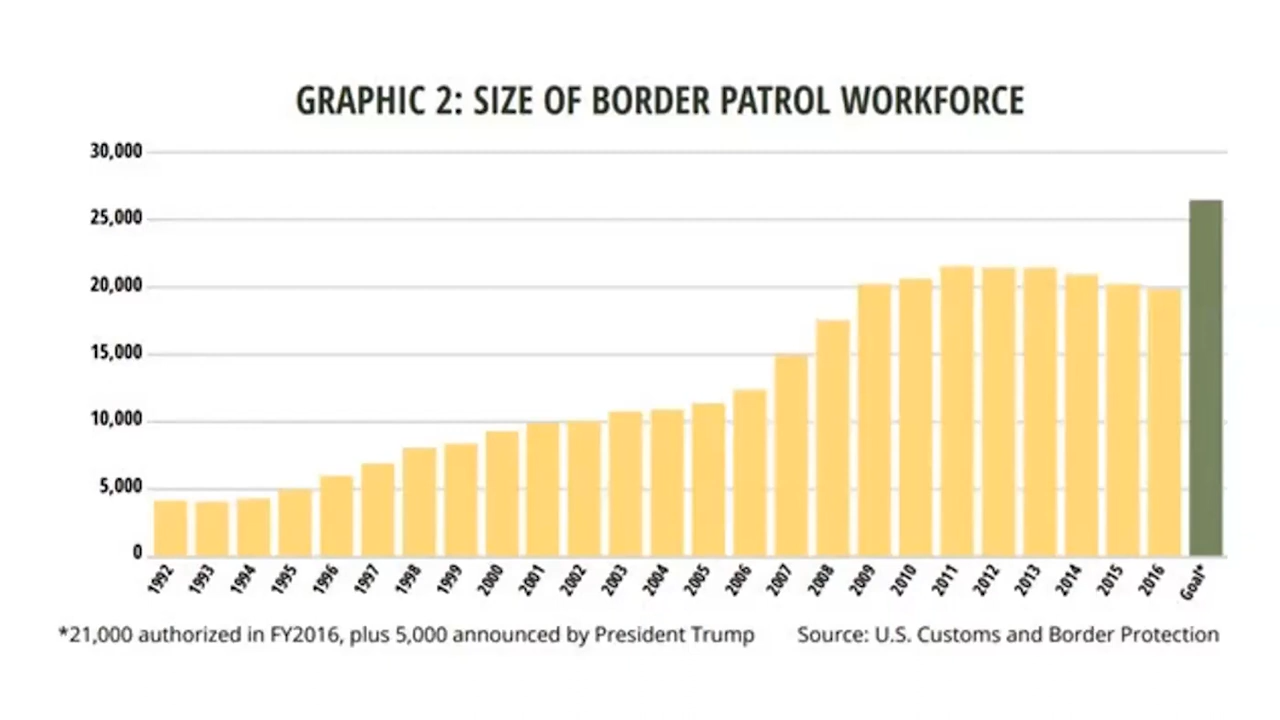 GRAPHIC 2: SIZE OF BORDER PATROL WORKFORCE
30,000
25,000
20,000
15,000
10,000
5,000
0
1992 1993 1994 1995 1996 1997 1998 1999 2000 2001 2002 2003 2004 2005 2006 2007 2008 2009 2010 2011 2012 2013 2014 2015 2016 Goal*
*21,000 authorized in FY2016, plus 5,000 announced by President Trump Source: U.S. Customs and Border Protection